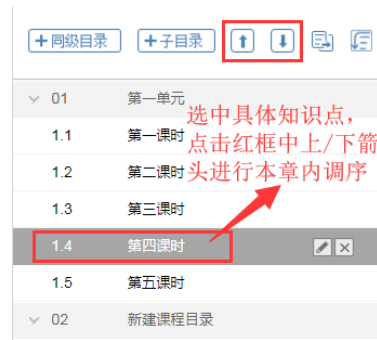 +同级目录 +子目录
01 第一单元
选中具体知识点，
1.1 第一课时
点击红框中上/下箭
1.2 第二课时
头进行本章内调序
1.3 第三课时
1.4 第四课时
1.5 第五课时
02 新建课程目录